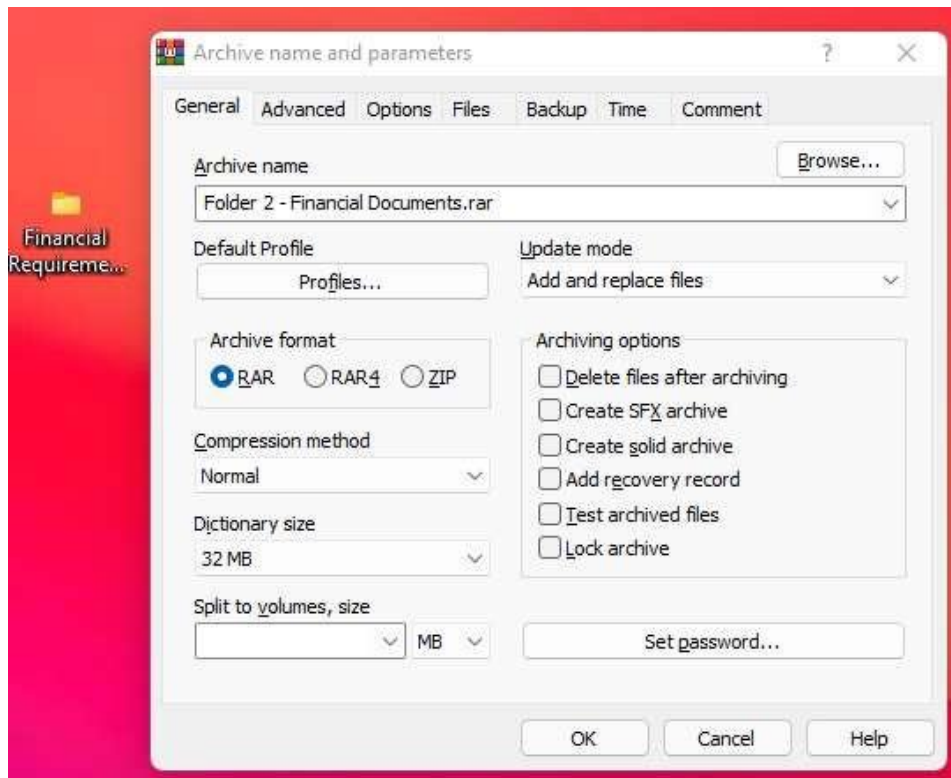 Archive name and parameters
General Advanced Options Files Backup Time Comment
Archive name
Browse...
Folder 2 - Financial Documents.rar
Financial
Requireme...
Default Profile
Profiles...
Update mode
Add and replace files
Archive format
RAR RAR4 ZIP
Compression method
Normal
Dictionary size
32 MB
Split to volumes, size
MB
Archiving options
Delete files after archiving
Create SFX archive
Create solid archive
Add recovery record
Test archived files
Lock archive
Set password...
OK Cancel Help